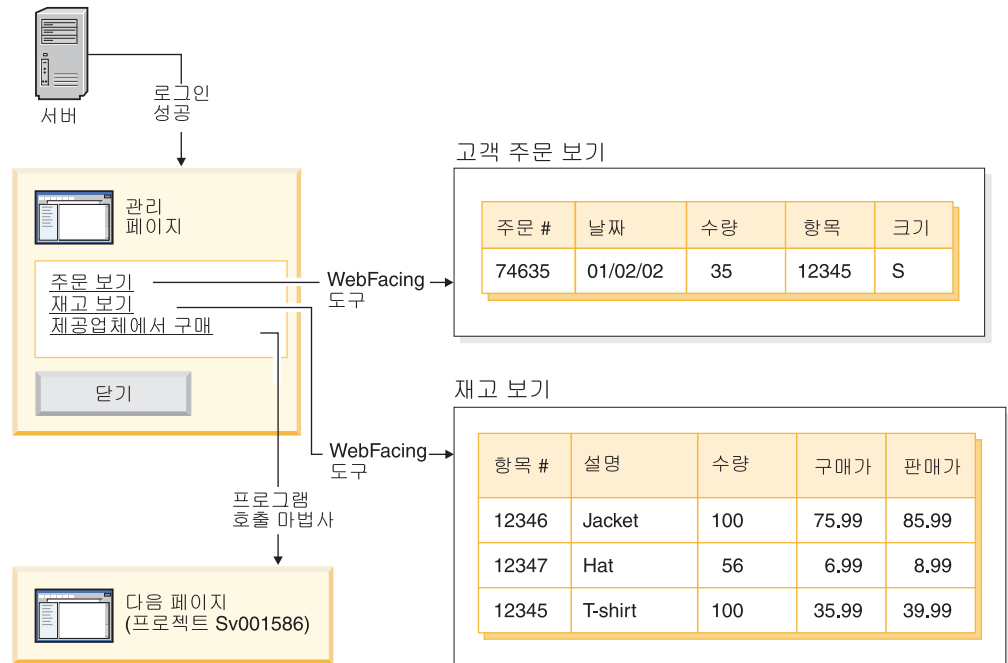 서버
로그인
성공
관리
페이지
주문 보기
재고 보기
제공업체에서 구매
닫기
WebFacing
도구
고객 주문 보기
주문 # 날짜 수량 항목 크기
74635 01/02/02 35 12345 S
WebFacing
도구
재고 보기
항목 # 설명 수량 구매가 판매가
12346 Jacket 100 75.99 85.99
12347 Hat 56 6.99 8.99
12345 T-shirt 100 35.99 39.99
프로그램
호출 마법사
다음 페이지
(프로젝트 Sv001586)